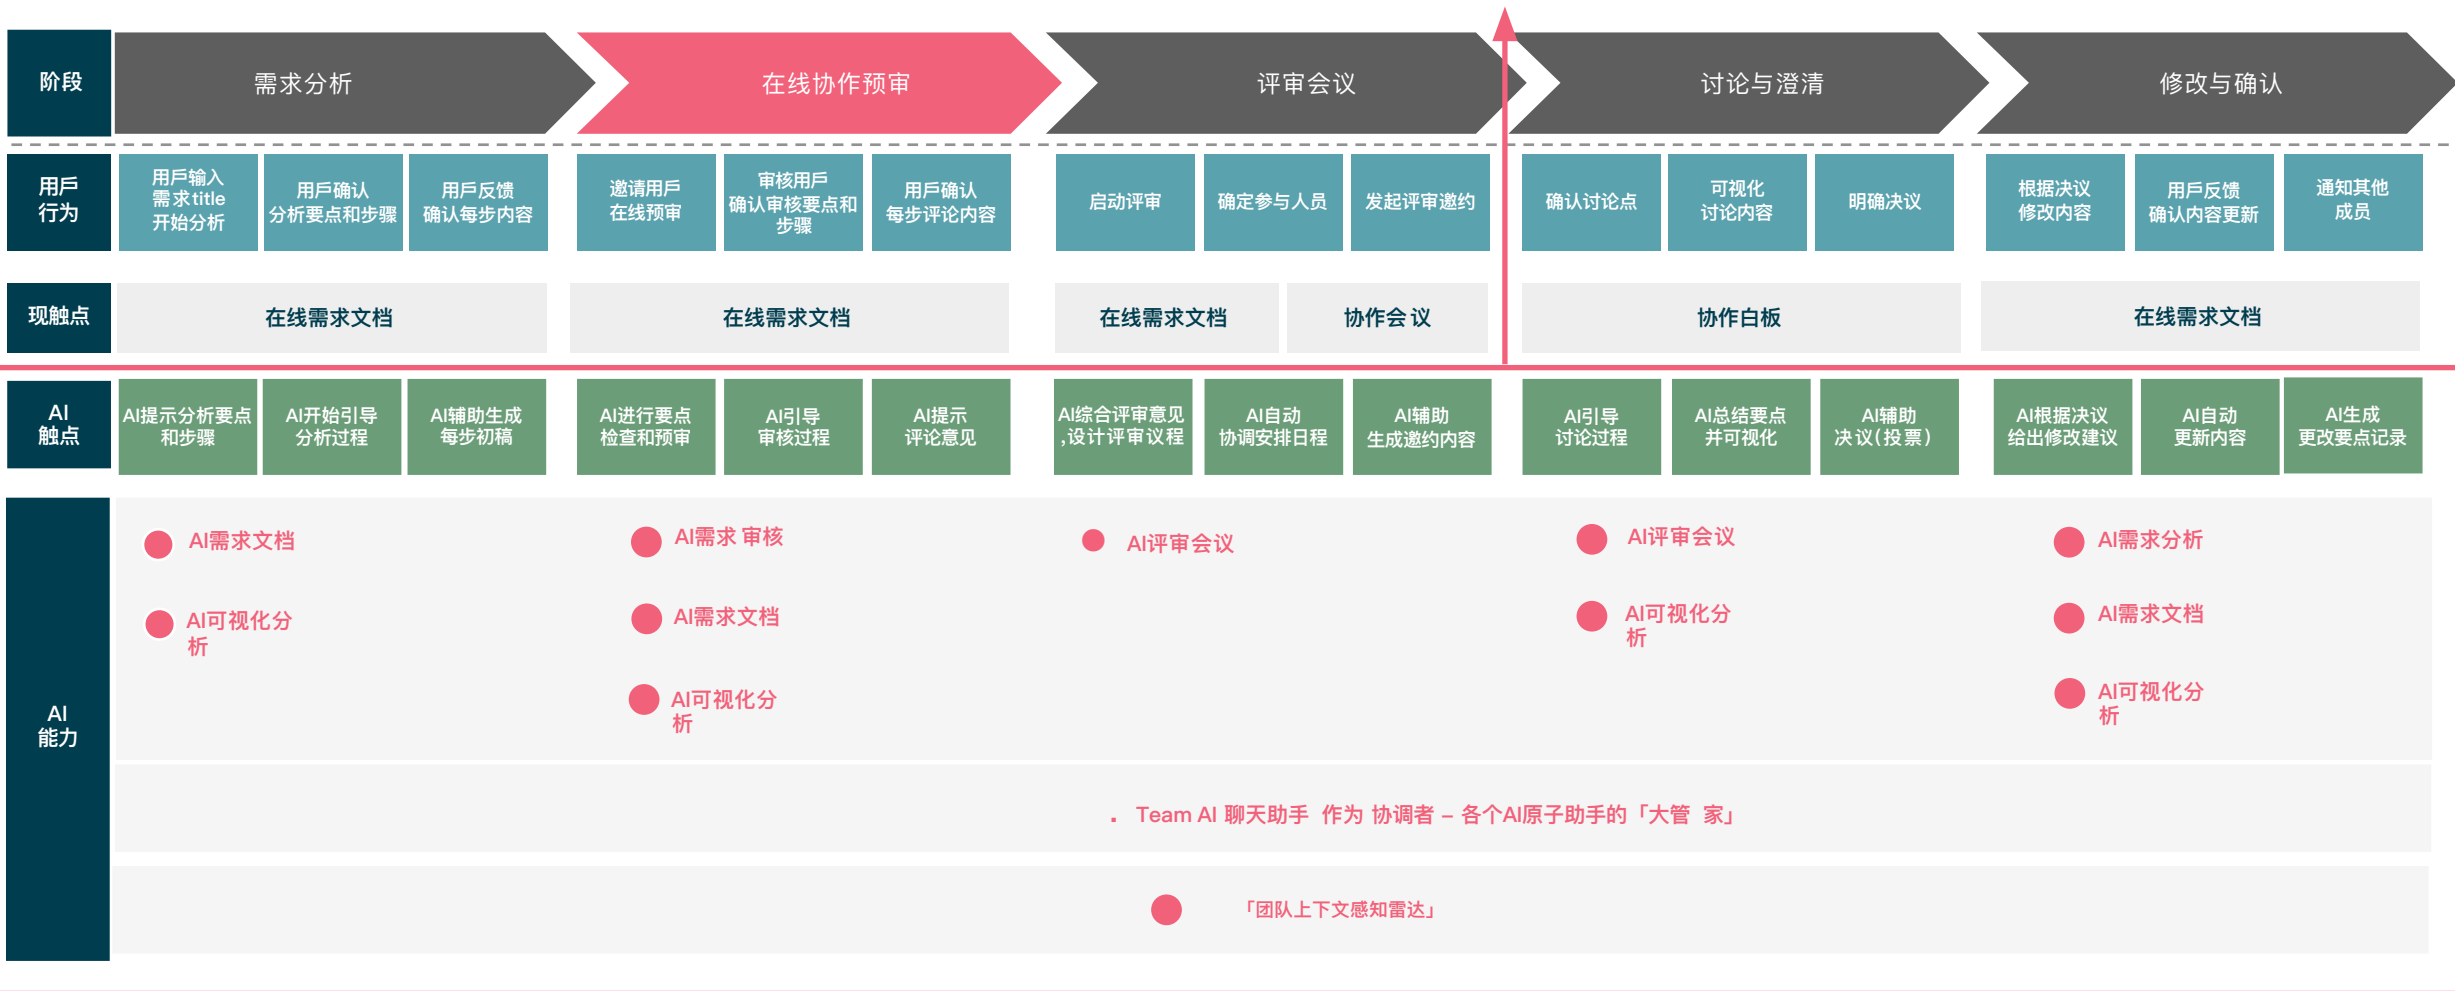 阶段
需求分析
在线协作预审
评审会议
讨论与澄清
修改与确认
用戶
行为
用戶输入
需求title
开始分析
用戶确认
分析要点和步骤
用戶反馈
确认每步内容
邀请用戶
在线预审
审核用戶
确认审核要点和
步骤
用戶确认
每步评论内容
启动评审
确定参与人员
发起评审邀约
确认讨论点
可视化
讨论内容
明确决议
根据决议
修改内容
用戶反馈
确认内容更新
通知其他
成员
现触点
在线需求文档
在线需求文档
在线需求文档
协作会议
协作白板
在线需求文档
AI
触点
AI提示分析要点
和步骤
AI开始引导
分析过程
AI辅助生成
每步初稿
AI进行要点
检查和预审
AI引导
审核过程
AI提示
评论意见
AI综合评审意见
,设计评审议程
AI自动
协调安排日程
AI辅助
生成邀约内容
AI引导
讨论过程
AI总结要点
并可视化
AI辅助
决议(投票)
AI根据决议
给出修改建议
AI自动
更新内容
AI生成
更改要点记录
AI
能力
AI需求文档
AI可视化分
析
AI需求 审核
AI需求文档
AI可视化分
析
AI评审会议
AI评审会议
AI可视化分
析
AI需求分析
AI需求文档
AI可视化分
析
. Team AI 聊天助手 作为 协调者 – 各个AI原子助手的「大管 家」
「团队上下文感知雷达」